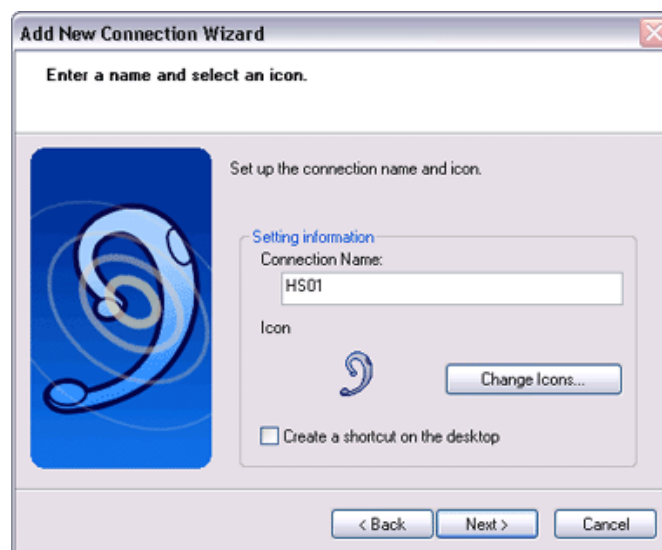 Add New Connection Wizard
Enter a name and select an icon.
Set up the connection name and icon.
Setting information
Connection Name:
HS01
Icon
Change Icons...
Create a shortcut on the desktop
< Back Next > Cancel